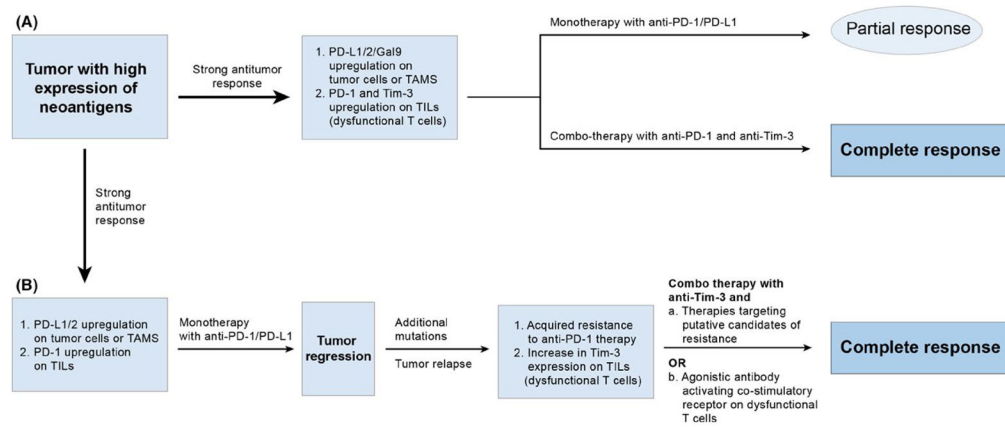 (A)
Tumor with high
expression of
neoantigens
Strong antitumor
response
1. PD-L1/2/Gal9
upregulation on
tumor cells or TAMS
2. PD-1 and Tim-3
upregulation on TILs
(dysfunctional T cells)
Monotherapy with anti-PD-1/PD-L1
Partial response
Combo-therapy with anti-PD-1 and anti-Tim-3
Complete response
Strong
antitumor
response
(B)
1. PD-L1/2 upregulation
on tumor cells or TAMS
2. PD-1 upregulation
on TILs
Monotherapy
with anti-PD-1/PD-L1
Tumor
regression
Additional
mutations
Tumor relapse
1. Acquired resistance
to anti-PD-1 therapy
2. Increase in Tim-3
expression on TILs
(dysfunctional T cells)
Combo therapy with
anti-Tim-3 and
a. Therapies targeting
putative candidates of
resistance
OR
b. Agonistic antibody
activating co-stimulatory
receptor on dysfunctional
T cells
Complete response